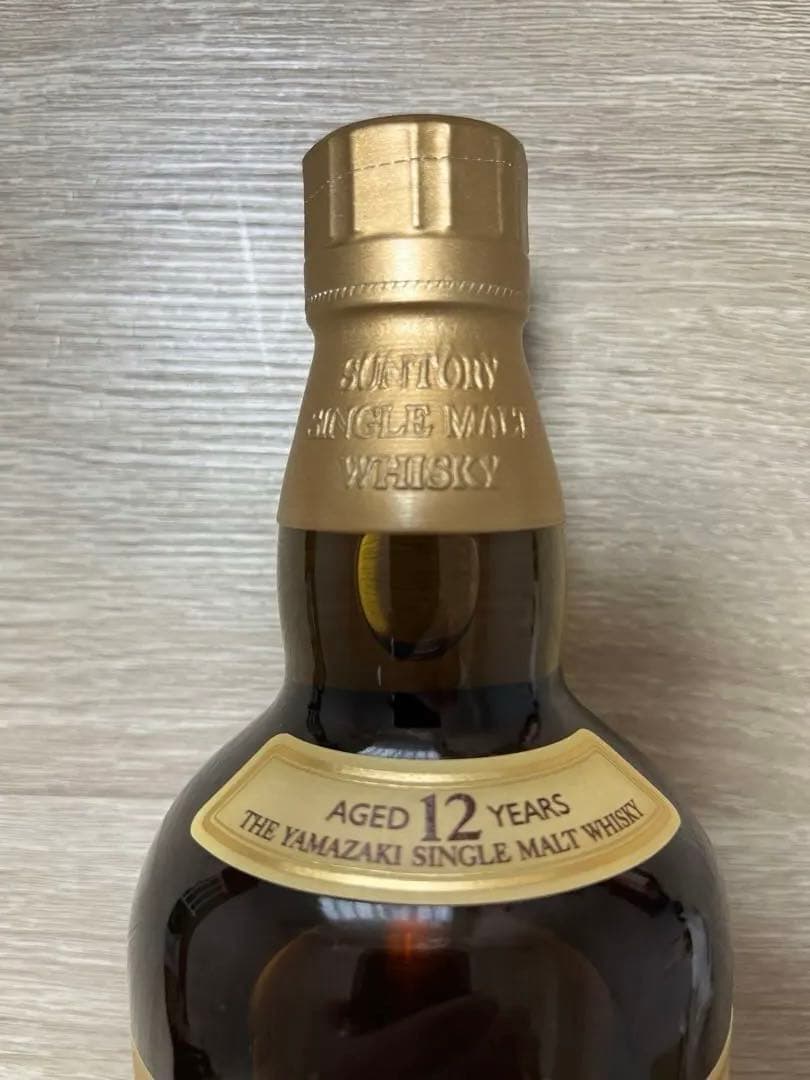 SUNTORY
SINGLE MALT
WHISKY
AGED 12 YEARS
THE YAMAZAKI SINGLE MALT WHISKY